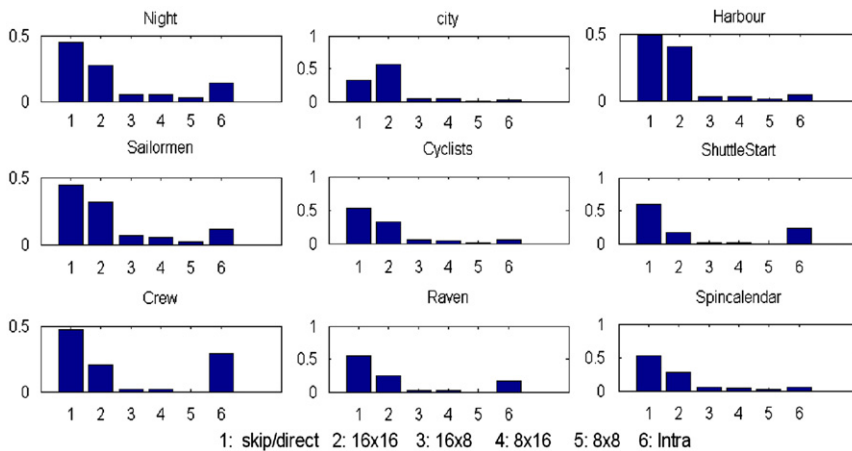 Night city Harbour
0.5 1 0.5
0.5
0 0 0
1 2 3 4 5 6 1 2 3 4 5 6 1 2 3 4 5 6
Sailormen Cyclists ShuttleStart
0.5 1 1
0.5 0.5
0 0 0
1 2 3 4 5 6 1 2 3 4 5 6 1 2 3 4 5 6
Crew Raven Spincalendar
0.5 1 1
0.5 0.5
0 0 0
1 2 3 4 5 6 1 2 3 4 5 6 1 2 3 4 5 6
1: skip/direct 2: 16x16 3: 16x8 4: 8x16 5: 8x8 6: Intra